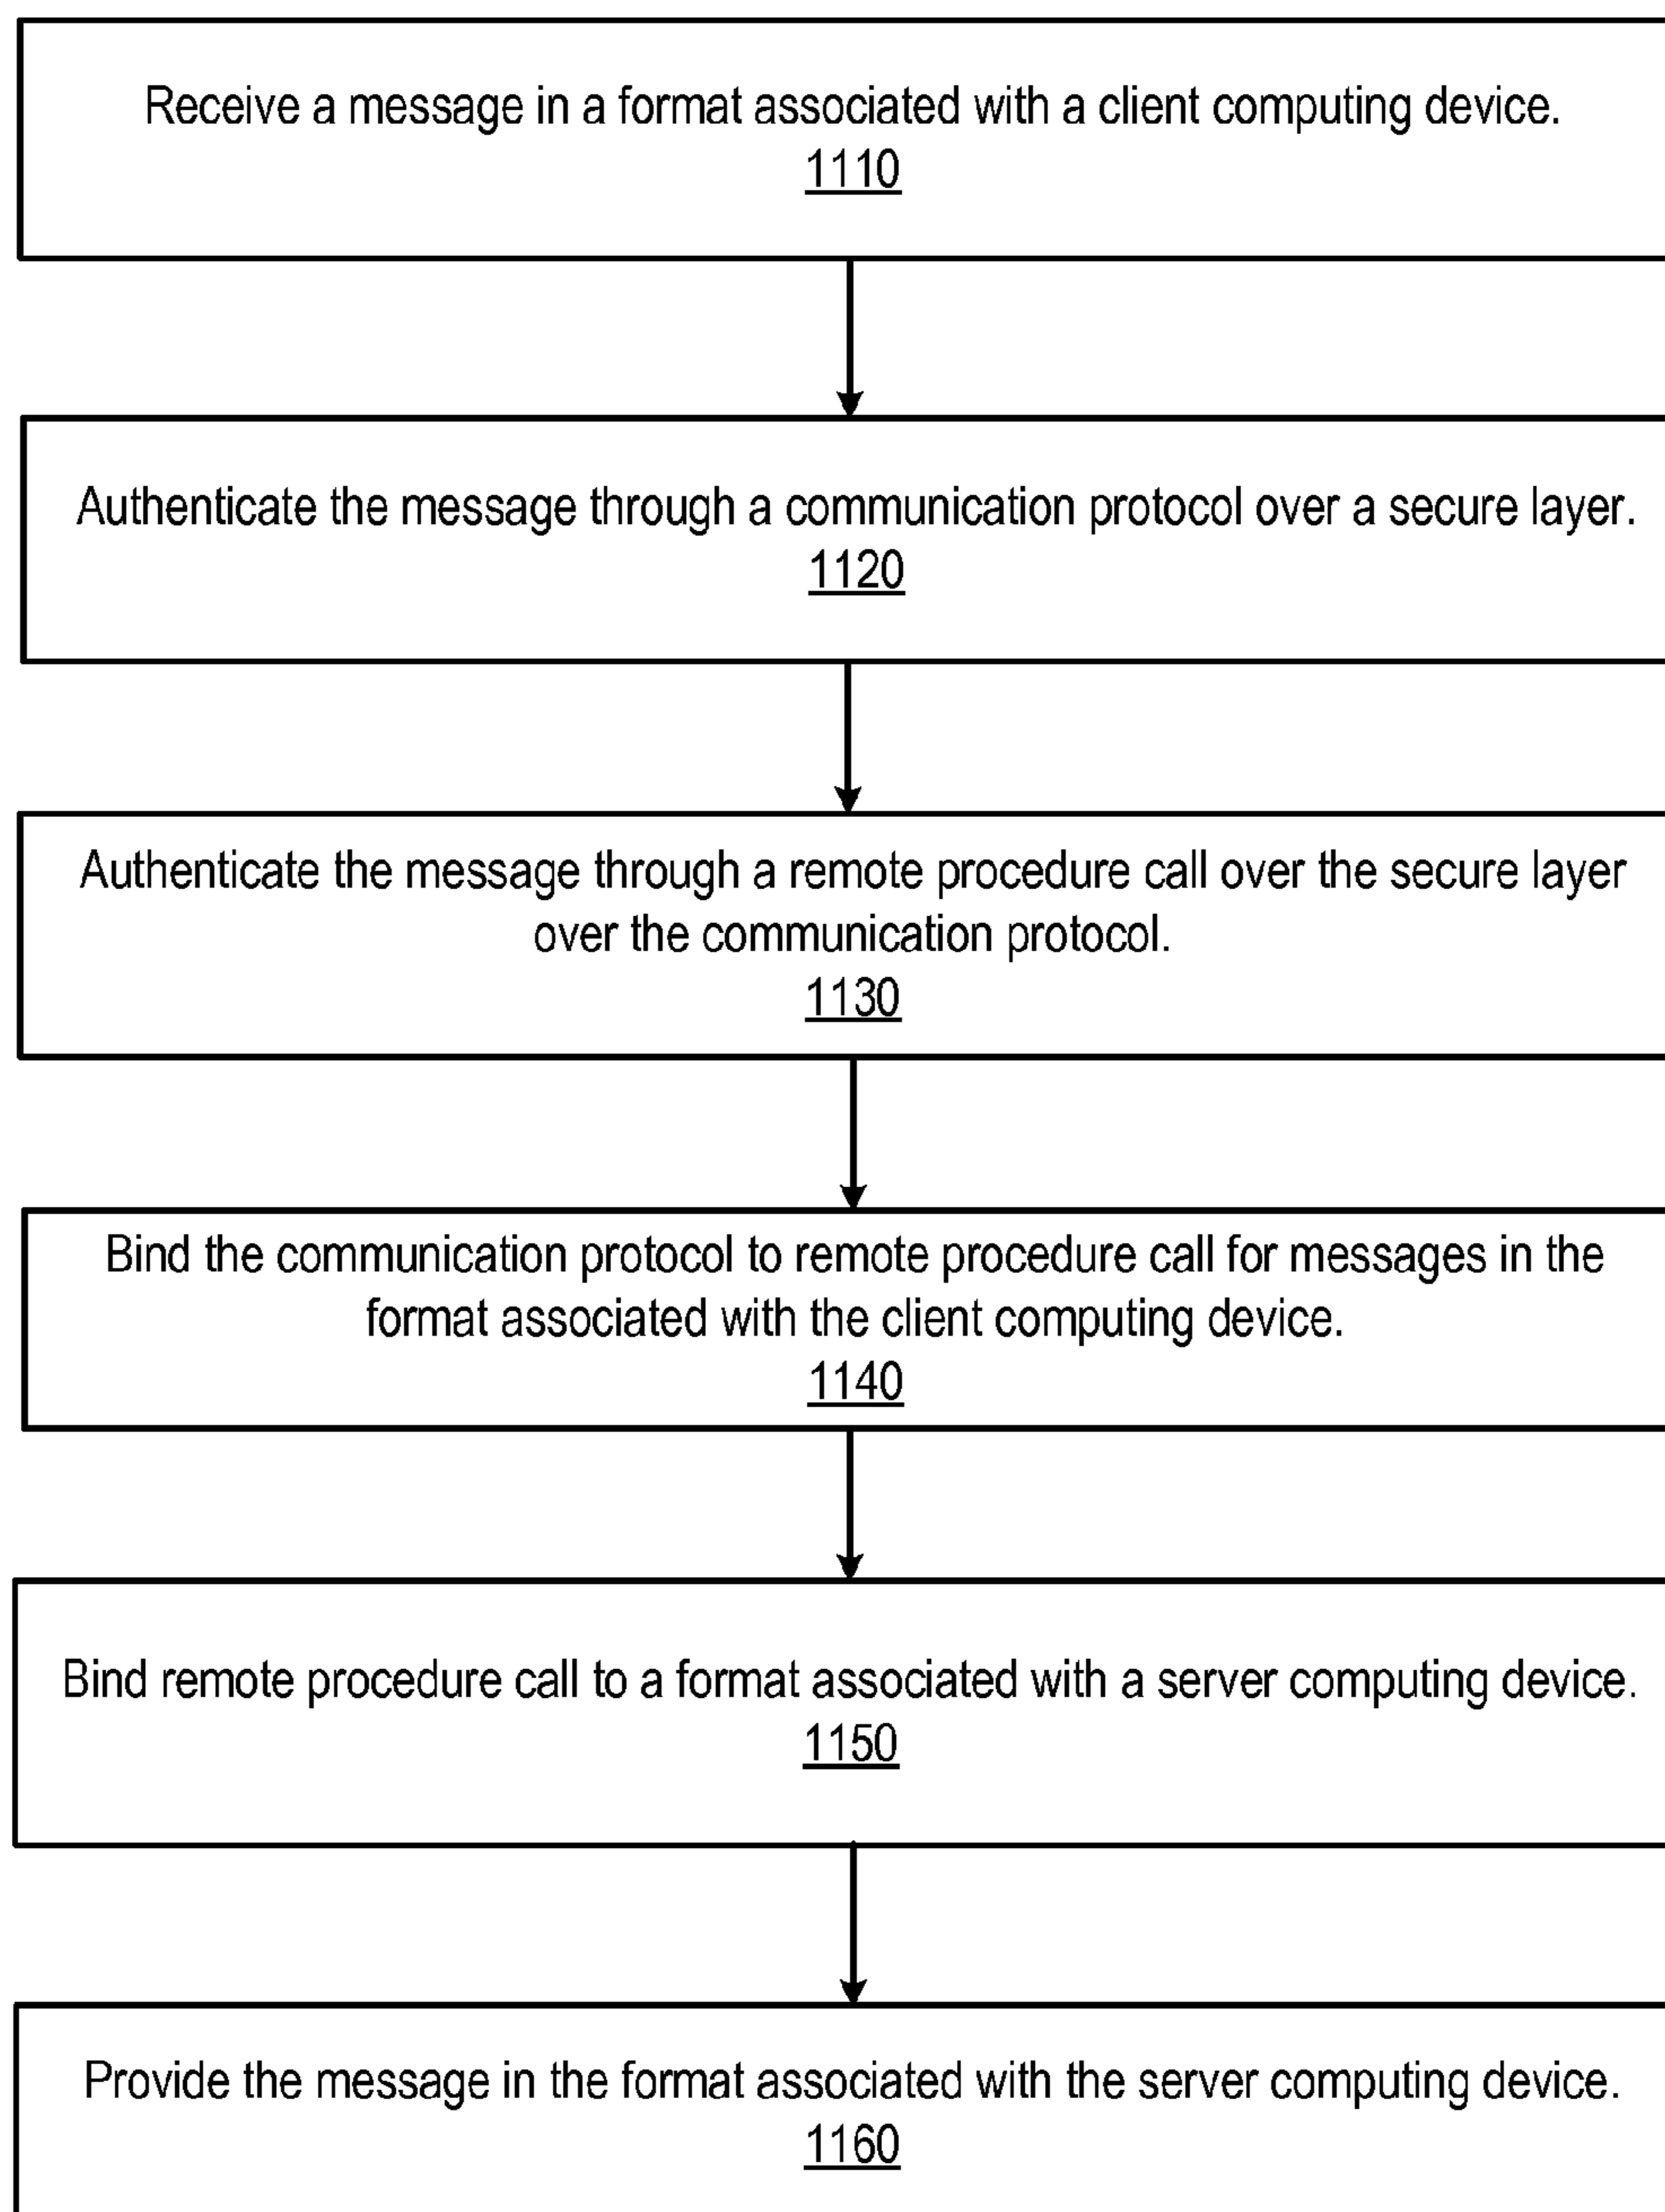 Receive a message in a format associated with a client computing device.
1110
Authenticate the message through a communication protocol over a secure layer.
1120
Authenticate the message through a remote procedure call over the secure layer
over the communication protocol.
1130
Bind the communication protocol to remote procedure call for messages in the
format associated with the client computing device.
1140
Bind remote procedure call to a format associated with a server computing device.
1150
Provide the message in the format associated with the server computing device.
1160